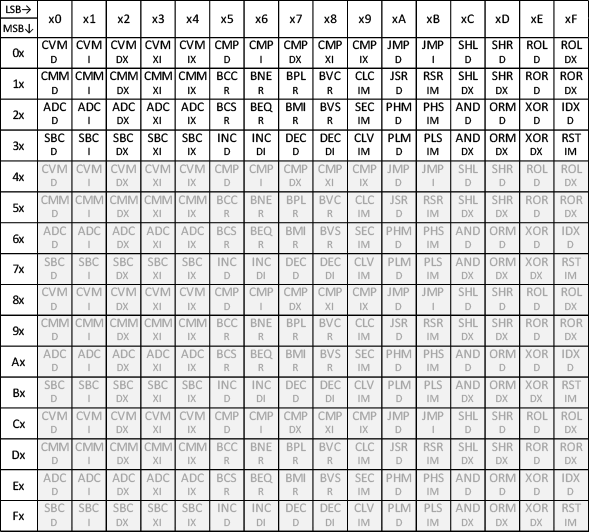 LSB→ x0 x1 x2 x3 x4 x5 x6 x7 x8 x9 xA xB xC xD xE xF
MSB↓
0x CVM CVM CVM CVM CVM CMP CMP CMP CMP CMP JMP JMP SHL SHR ROL ROL
D I DX XI IX D I DX XI IX D I D D D DX
1x CMM CMM CMM CMM CMM BCC BNE BPL BVC CLC JSR RSR SHL SHR ROR ROR
D I DX XI IX R R R R IM D IM DX DX D DX
2x ADC ADC ADC ADC ADC BCS BEQ BMI BVS SEC PHM PHS AND ORM XOR IDX
D I DX XI IX R R R R IM D IM D D D D
3x SBC SBC SBC SBC SBC INC INC DEC DEC CLV PLM PLS AND ORM XOR RST
D I DX XI IX D DI D DI IM D IM DX DX DX IM
4x CVM CVM CVM CVM CVM CMP CMP CMP CMP CMP JMP JMP SHL SHR ROL ROL
D I DX XI IX D I DX XI IX D I D D D DX
5x CMM CMM CMM CMM CMM BCC BNE BPL BVC CLC JSR RSR SHL SHR ROR ROR
D I DX XI IX R R R R IM D IM DX DX D DX
6x ADC ADC ADC ADC ADC BCS BEQ BMI BVS SEC PHM PHS AND ORM XOR IDX
D I DX XI IX R R R R IM D IM D D D D
7x SBC SBC SBC SBC SBC INC INC DEC DEC CLV PLM PLS AND ORM XOR RST
D I DX XI IX D DI D DI IM D IM DX DX DX IM
8x CVM CVM CVM CVM CVM CMP CMP CMP CMP CMP JMP JMP SHL SHR ROL ROL
D I DX XI IX D I DX XI IX D I D D D DX
9x CMM CMM CMM CMM CMM BCC BNE BPL BVC CLC JSR RSR SHL SHR ROR ROR
D I DX XI IX R R R R IM D IM DX DX D DX
Ax ADC ADC ADC ADC ADC BCS BEQ BMI BVS SEC PHM PHS AND ORM XOR IDX
D I DX XI IX R R R R IM D IM D D D D
Bx SBC SBC SBC SBC SBC INC INC DEC DEC CLV PLM PLS AND ORM XOR RST
D I DX XI IX D DI D DI IM D IM DX DX DX IM
Cx CVM CVM CVM CVM CVM CMP CMP CMP CMP CMP JMP JMP SHL SHR ROL ROL
D I DX XI IX D I DX XI IX D I D D D DX
Dx CMM CMM CMM CMM CMM BCC BNE BPL BVC CLC JSR RSR SHL SHR ROR ROR
D I DX XI IX R R R R IM D IM DX DX D DX
Ex ADC ADC ADC ADC ADC BCS BEQ BMI BVS SEC PHM PHS AND ORM XOR IDX
D I DX XI IX R R R R IM D IM D D D D
Fx SBC SBC SBC SBC SBC INC INC DEC DEC CLV PLM PLS AND ORM XOR RST
D I DX XI IX D DI D DI IM D IM DX DX DX IM